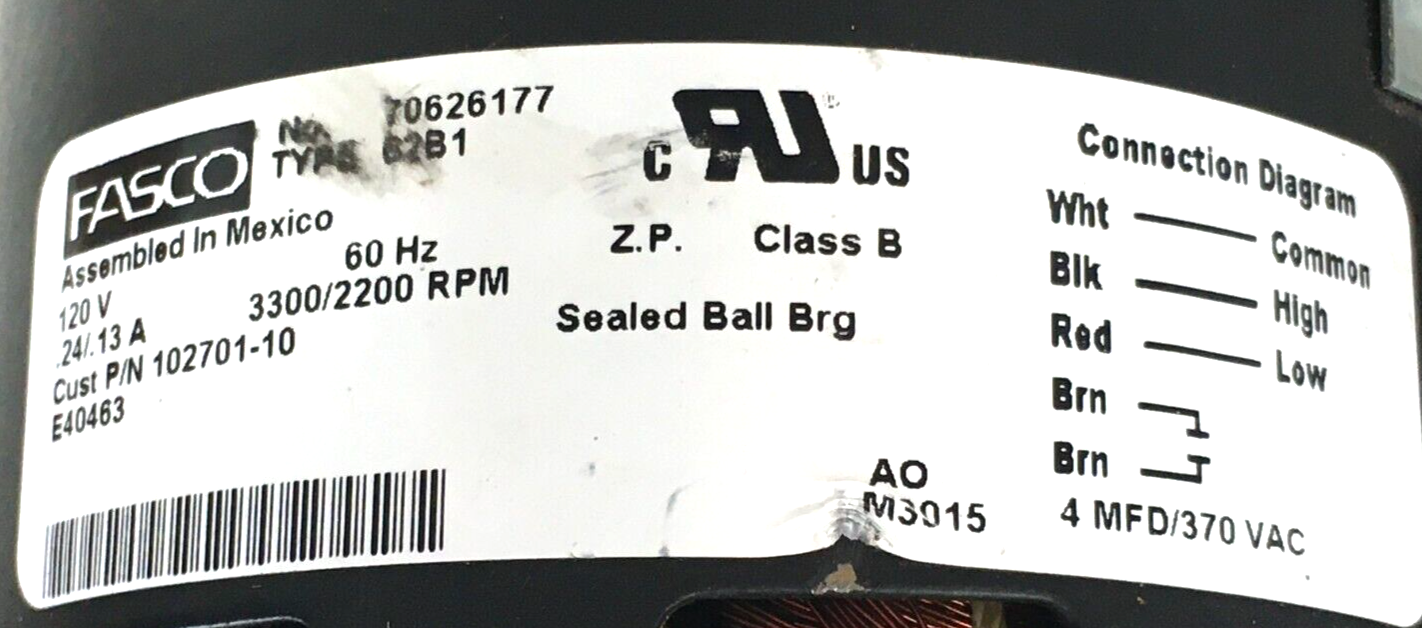 FASCO
No. 70626177
TYPE 62B1
Assembled In Mexico
120 V 60 Hz
.24/.13 A 3300/2200 RPM
Cust P/N 102701-10
E40463
C US
Z.P. Class B
Sealed Ball Brg
AO
M3915
Connection Diagram
Wht Common
Blk High
Red Low
Brn
Brn
4 MFD/370 VAC